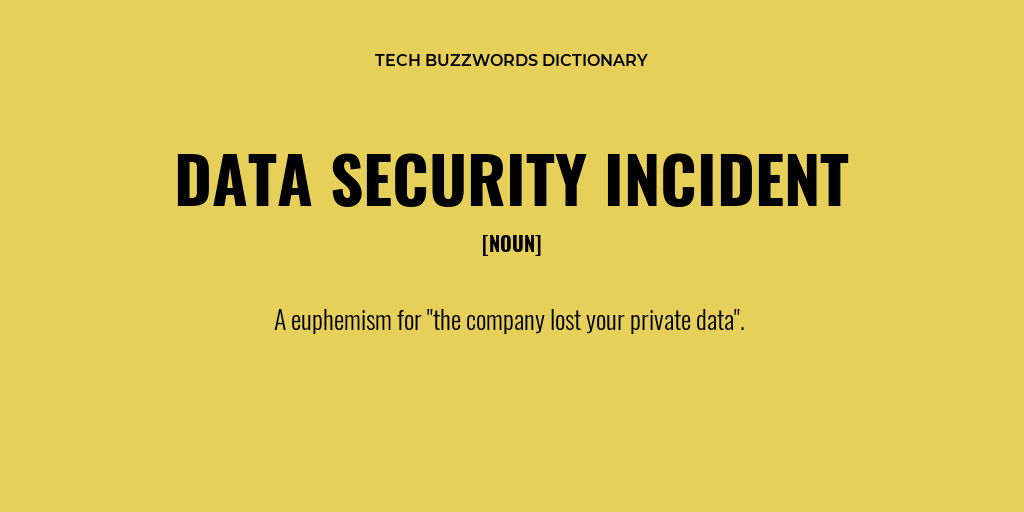 TECH BUZZWORDS DICTIONARY
DATA SECURITY INCIDENT
[NOUN]
A euphemism for "the company lost your private data".